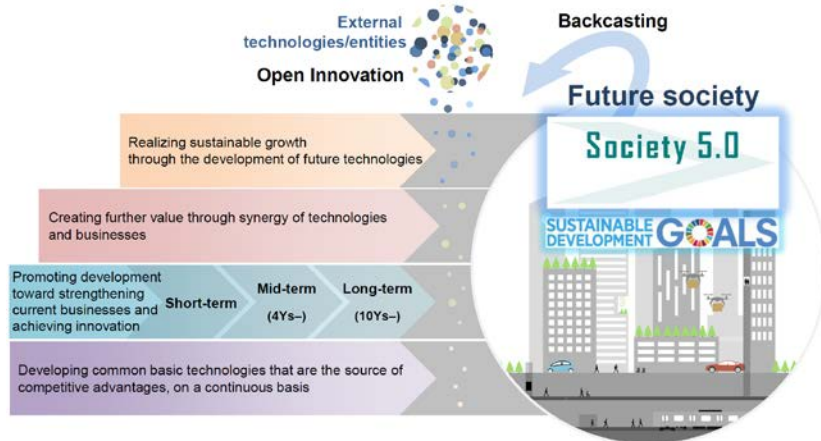 External
technologies/entities
Open Innovation
Backcasting
Future society
Society 5.0
SUSTAINABLE
DEVELOPMENT
GOALS
Realizing sustainable growth
through the development of future technologies
Creating further value through synergy of technologies
and businesses
Promoting development
toward strengthening
current businesses and
achieving innovation
Short-term
Mid-term
(4Ys–)
Long-term
(10Ys–)
Developing common basic technologies that are the source of
competitive advantages, on a continuous basis